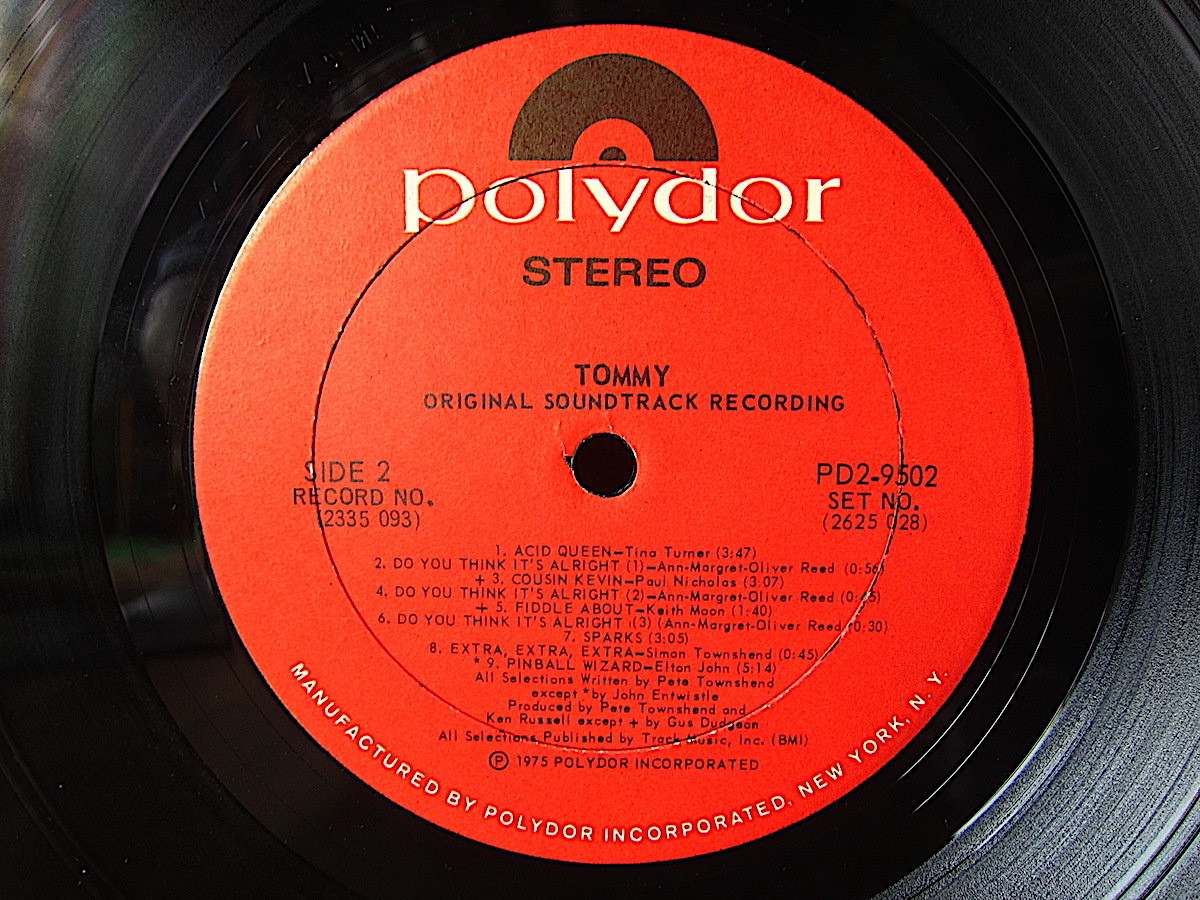 polydor
STEREO
TOMMY
ORIGINAL SOUNDTRACK RECORDING
SIDE 2
RECORD NO.
(2335 093)
PD2-9502
SET NO.
(2625 028)
1. ACID QUEEN—Tina Turner (3:47)
2. DO YOU THINK IT'S ALRIGHT (1)—Ann-Margret-Oliver Reed (0:56)
+ 3. COUSIN KEVIN—Paul Nicholas (3.07)
4. DO YOU THINK IT'S ALRIGHT (2)—Ann-Margret-Oliver Reed (0:45)
+ 5. FIDDLE ABOUT—Keith Moon (1:40)
6. DO YOU THINK IT'S ALRIGHT (3) (Ann-Margret-Oliver Reed (0:30)
7. SPARKS (3:05)
8. EXTRA, EXTRA, EXTRA—Simon Townshend (0:45)
* 9. PINBALL WIZARD—Elton John (5:14)
All Selections Written by Pete Townshend
except * by John Entwistle
Produced by Pete Townshend and
Ken Russell except + by Gus Dudgeon
All Selections Published by Track Music, Inc. (BMI)
Ⓟ 1975 POLYDOR INCORPORATED
MANUFACTURED BY POLYDOR INCORPORATED, NEW YORK, N.Y.